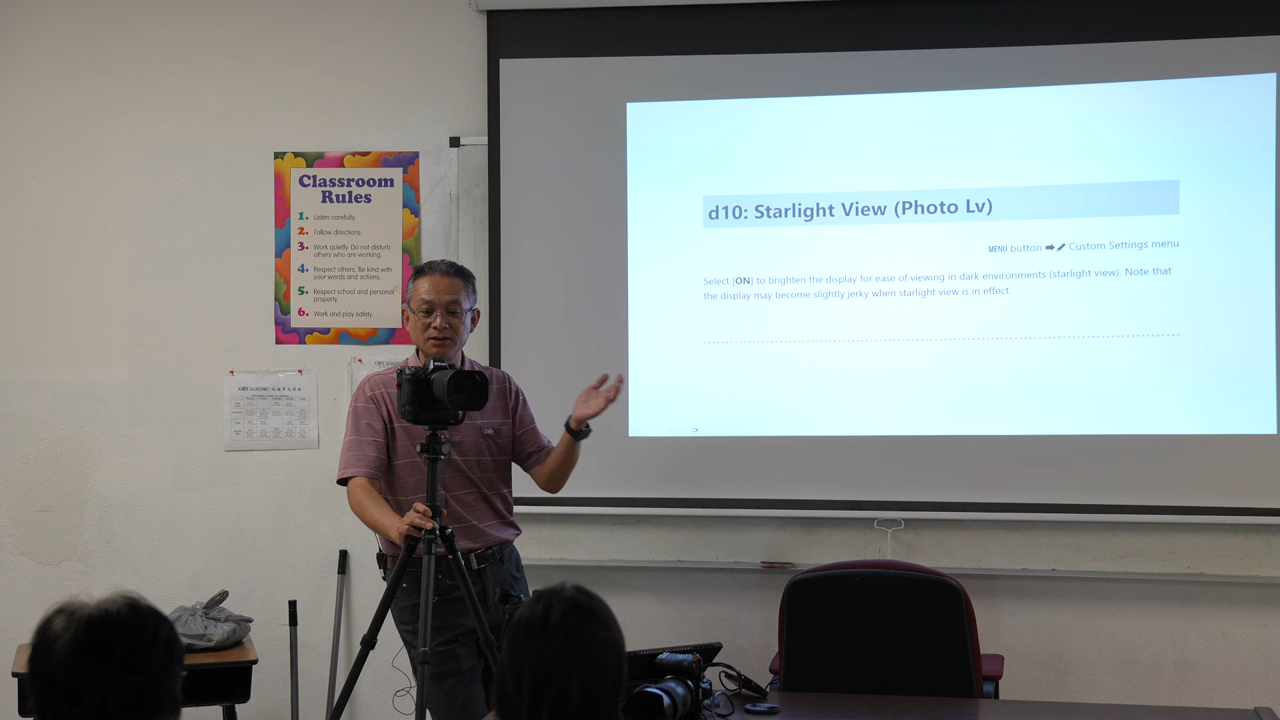 Classroom
Rules
1. Listen carefully.
2. Follow directions.
3. Work quietly. Do not disturb
others who are working.
4. Respect others. Be kind with
your words and actions.
5. Respect school and personal
property.
6. Work and play safely.
d10: Starlight View (Photo Lv)
MENU button ➡ Custom Settings menu
Select [ON] to brighten the display for ease of viewing in dark environments (starlight view). Note that
the display may become slightly jerky when starlight view is in effect.